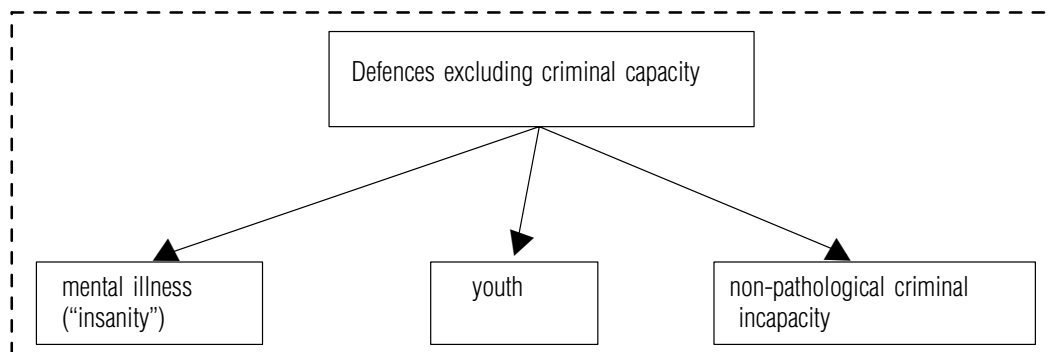 Defences excluding criminal capacity
mental illness
(“insanity”)
youth
non-pathological criminal
incapacity